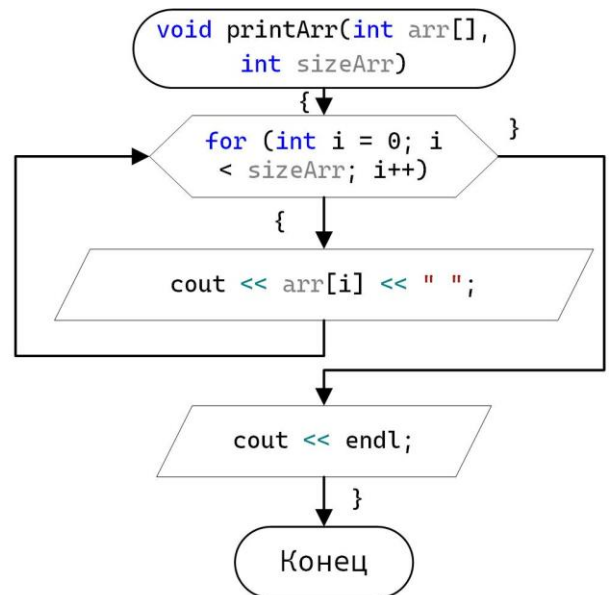 void printArr(int arr[],
int sizeArr)
{
for (int i = 0; i
< sizeArr; i++)
}
{
cout << arr[i] << " ";
cout << endl;
}
Конец